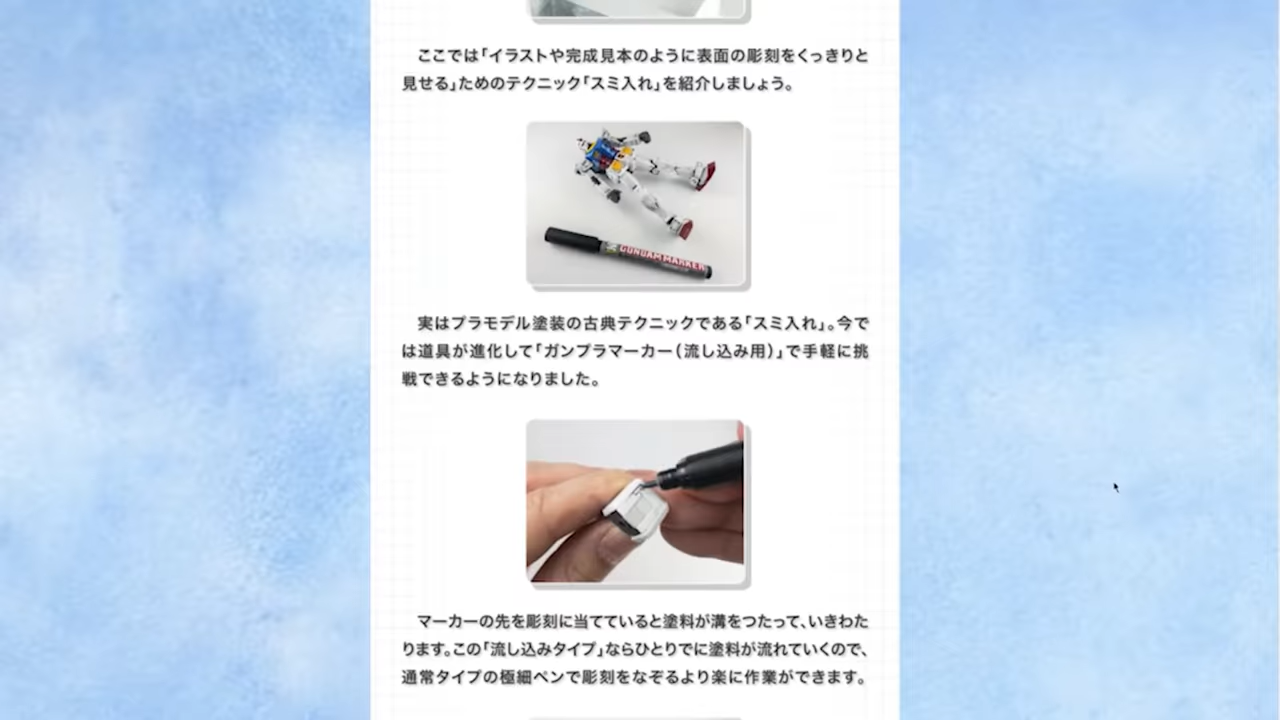 ここでは「イラストや完成見本のように表面の彫刻をくっきりと
見せる」ためのテクニック「スミ入れ」を紹介しましょう。
GUNDAM MARKER
実はプラモデル塗装の古典テクニックである「スミ入れ」。今で
は道具が進化して「ガンプラマーカー（流し込み用）」で手軽に挑
戦できるようになりました。
マーカーの先を彫刻に当てていると塗料が溝をつたって、いきわた
ります。この「流し込みタイプ」ならひとりでに塗料が流れていくので、
通常タイプの極細ペンで彫刻をなぞるより楽に作業ができます。